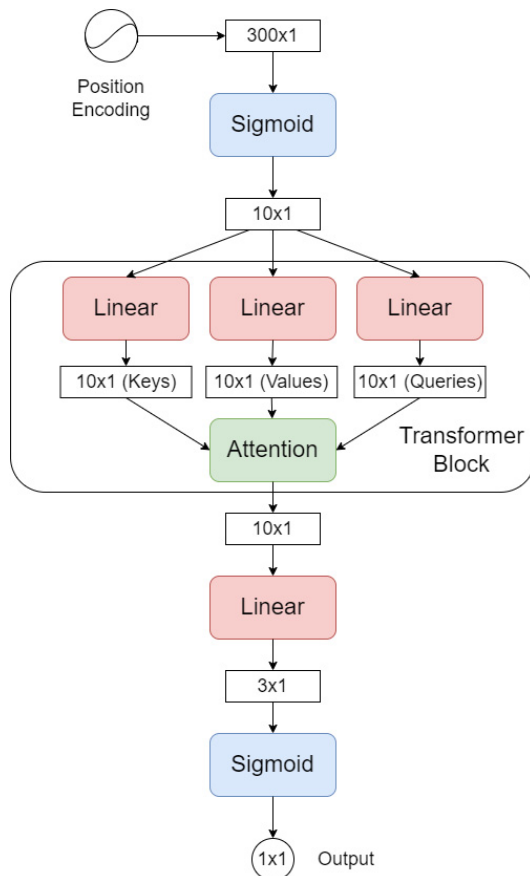 300x1
Position
Encoding
Sigmoid
10x1
Linear
Linear
Linear
10x1 (Keys)
10x1 (Values)
10x1 (Queries)
Attention
Transformer
Block
10x1
Linear
3x1
Sigmoid
1x1
Output